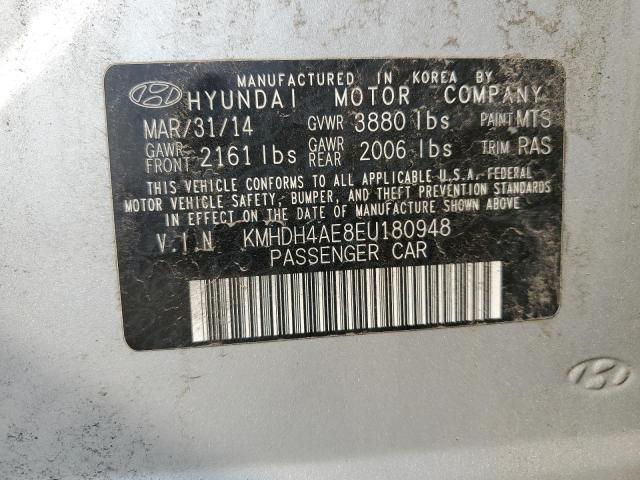 MANUFACTURED IN KOREA BY
HYUNDAI MOTOR COMPANY
MAR/31/14 GVWR 3880 lbs PAINT MTS
GAWR FRONT 2161 lbs GAWR REAR 2006 lbs TRIM RAS
THIS VEHICLE CONFORMS TO ALL APPLICABLE U.S.A. FEDERAL
MOTOR VEHICLE SAFETY, BUMPER, AND THEFT PREVENTION STANDARDS
IN EFFECT ON THE DATE OF MANUFACTURE SHOWN ABOVE.
V.I.N KMHDH4AE8EU180948
PASSENGER CAR